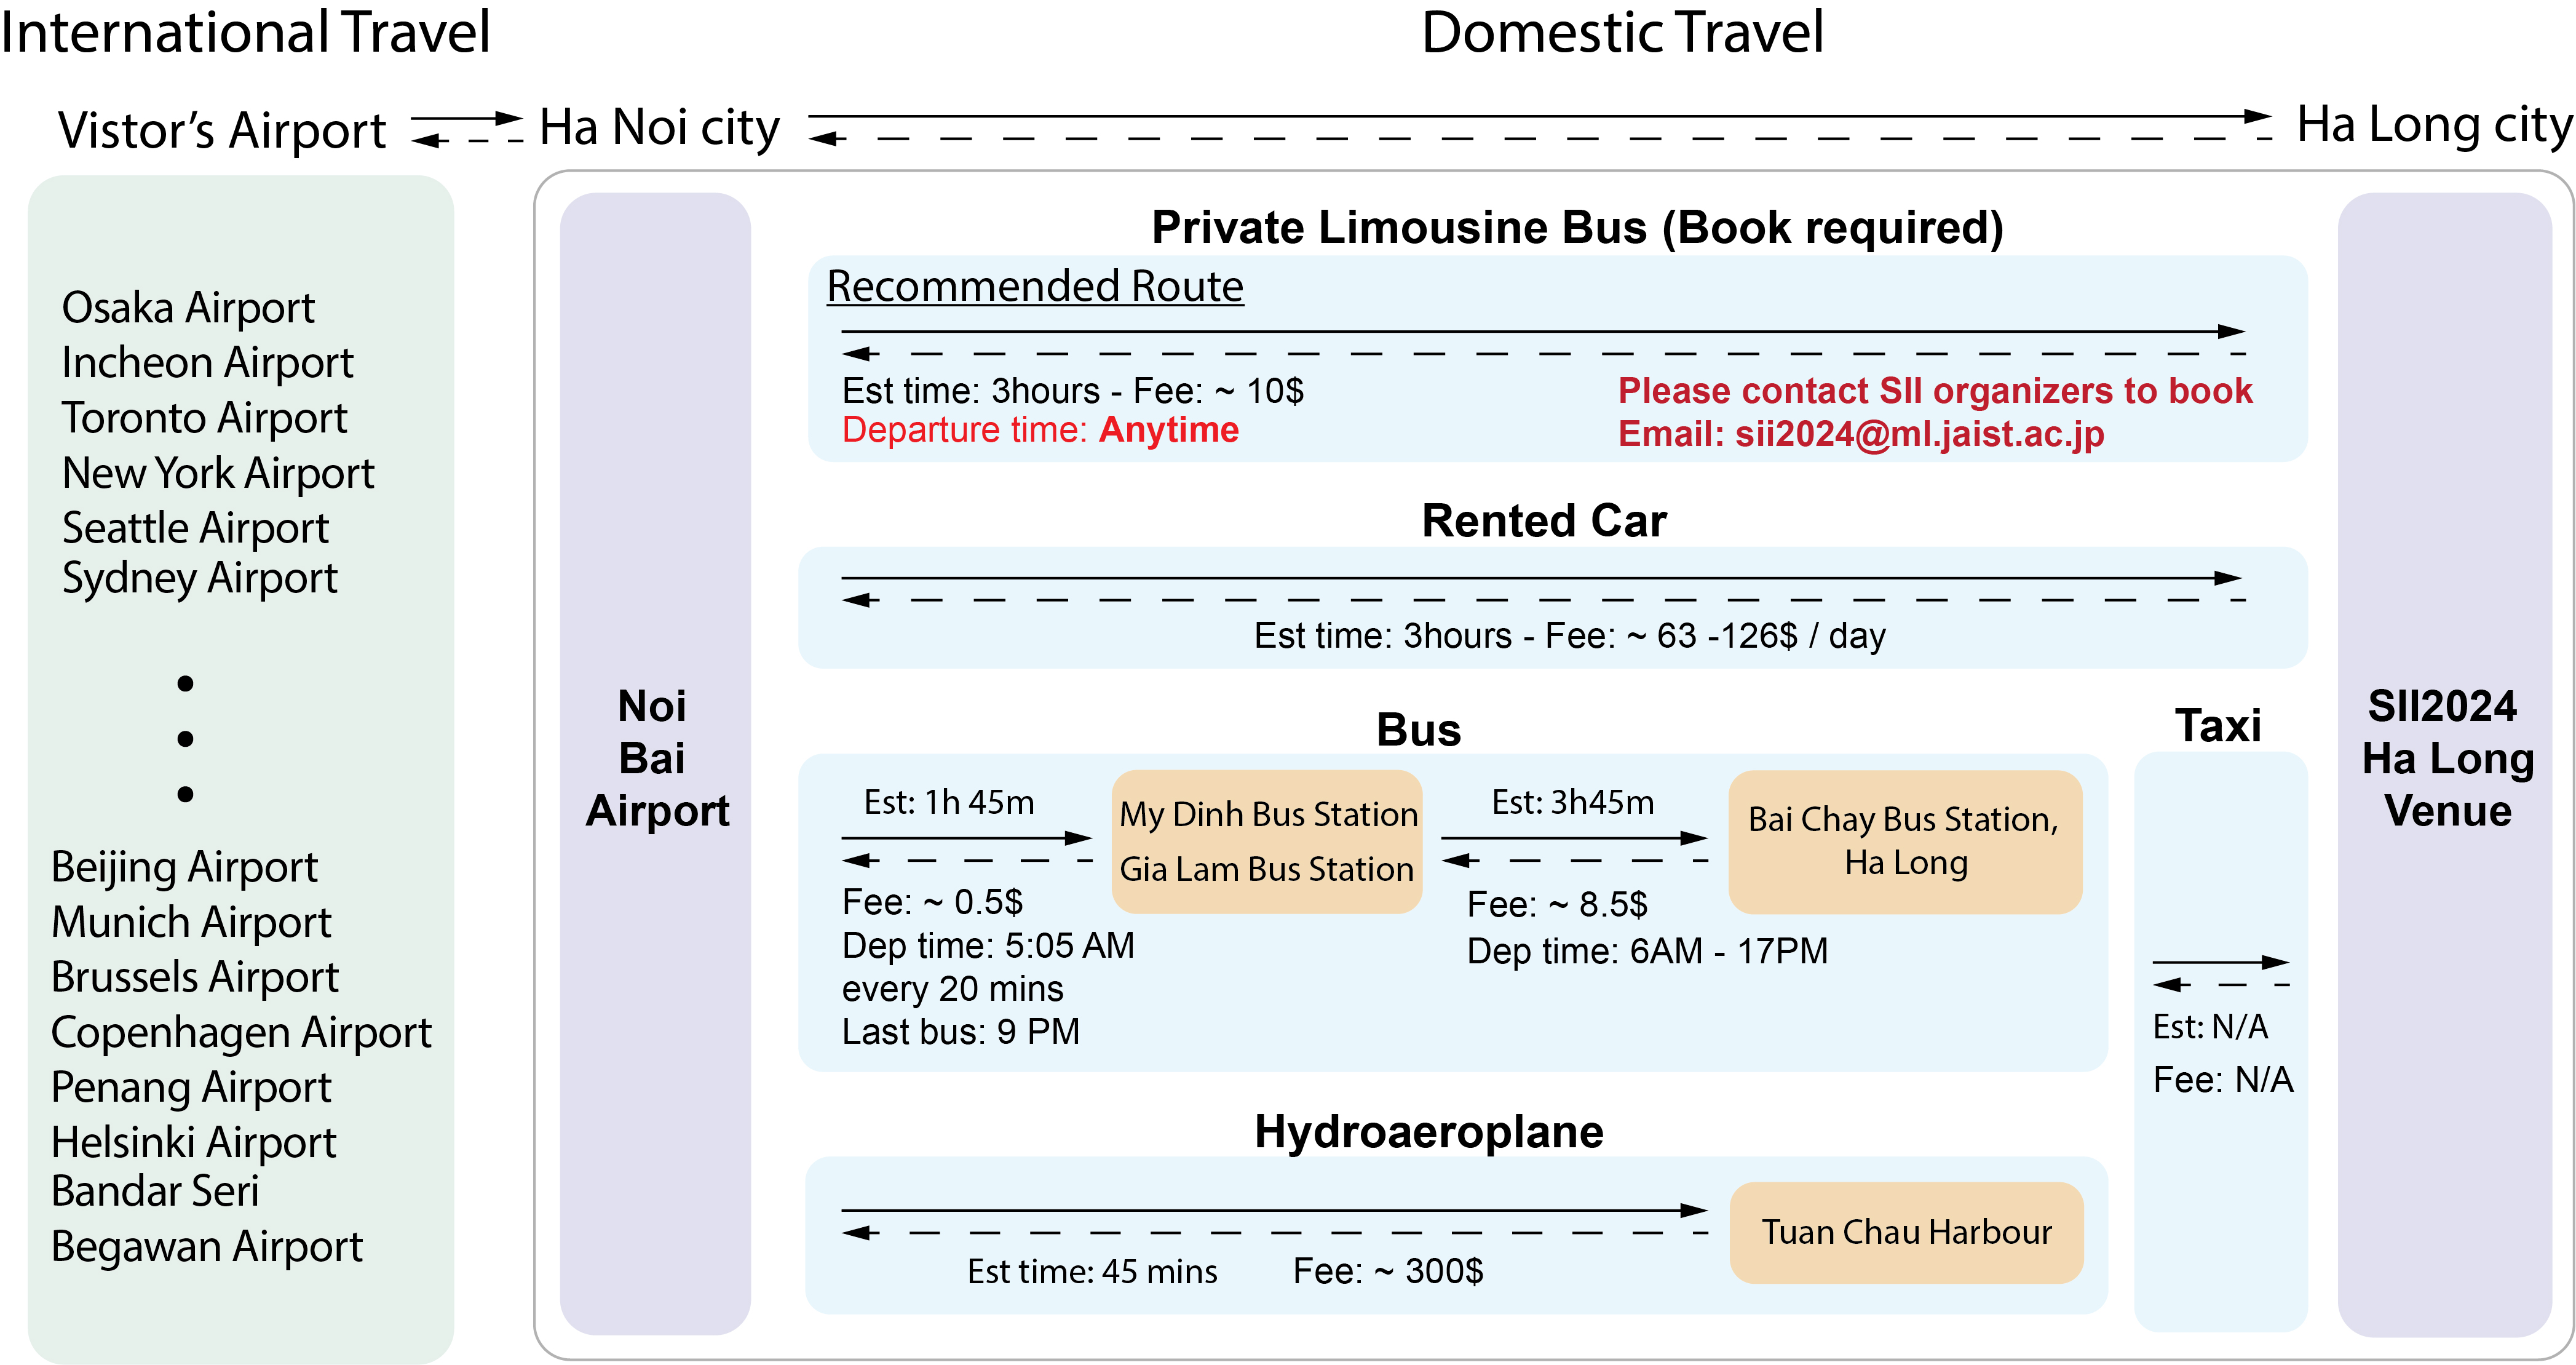 International Travel
Domestic Travel
Vistor's Airport
Ha Noi city
Ha Long city
Osaka Airport
Incheon Airport
Toronto Airport
New York Airport
Seattle Airport
Sydney Airport
Beijing Airport
Munich Airport
Brussels Airport
Copenhagen Airport
Penang Airport
Helsinki Airport
Bandar Seri
Begawan Airport
Noi
Bai
Airport
Private Limousine Bus (Book required)
Recommended Route
Est time: 3hours - Fee: ~ 10$
Departure time: Anytime
Please contact SII organizers to book
Email: sii2024@ml.jaist.ac.jp
Rented Car
Est time: 3hours - Fee: ~ 63 -126$ / day
Bus
Est: 1h 45m
Fee: ~ 0.5$
Dep time: 5:05 AM
every 20 mins
Last bus: 9 PM
My Dinh Bus Station
Gia Lam Bus Station
Est: 3h45m
Fee: ~ 8.5$
Dep time: 6AM - 17PM
Bai Chay Bus Station,
Ha Long
Hydroaeroplane
Est time: 45 mins
Fee: ~ 300$
Tuan Chau Harbour
Taxi
Est: N/A
Fee: N/A
SII2024
Ha Long
Venue